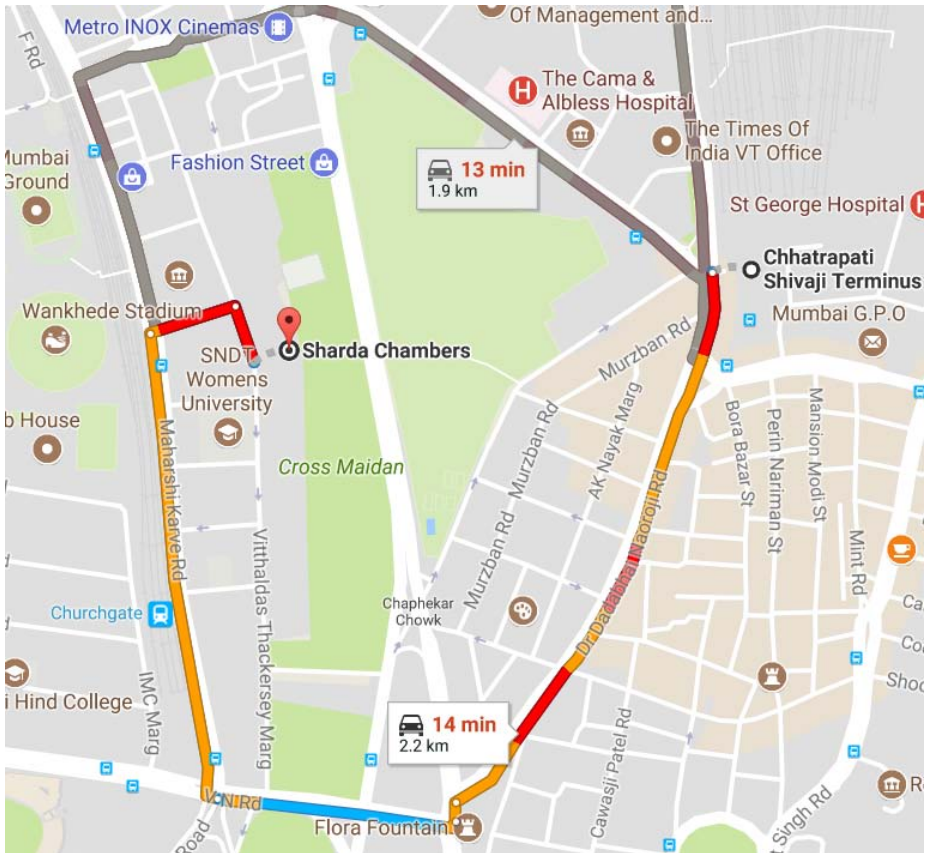 Of Management and...
Metro INOX Cinemas
F Rd
The Cama &
Albless Hospital
The Times Of
India VT Office
Mumbai
Ground
Fashion Street
13 min
1.9 km
St George Hospital
Chhatrapati
Shivaji Terminus
Wankhede Stadium
Mumbai G.P.O
Sharda Chambers
SNDT
Womens
University
Murzban Rd
b House
Maharshi Karve Rd
Cross Maidan
Murzban Rd
AK Nayak Marg
Bora Bazar St
Perin Nariman St
Mansion Modi St
Dr Dadabhai Naoroji Rd
Murzban Rd
Mint Rd
Vitthaldas Thackersey Marg
Chaphekar
Chowk
Churchgate
Ca
Co
Shoo
i Hind College
IMC Marg
14 min
2.2 km
Cawasji Patel Rd
V N Rd
Flora Fountain
Road
t Singh Rd
R